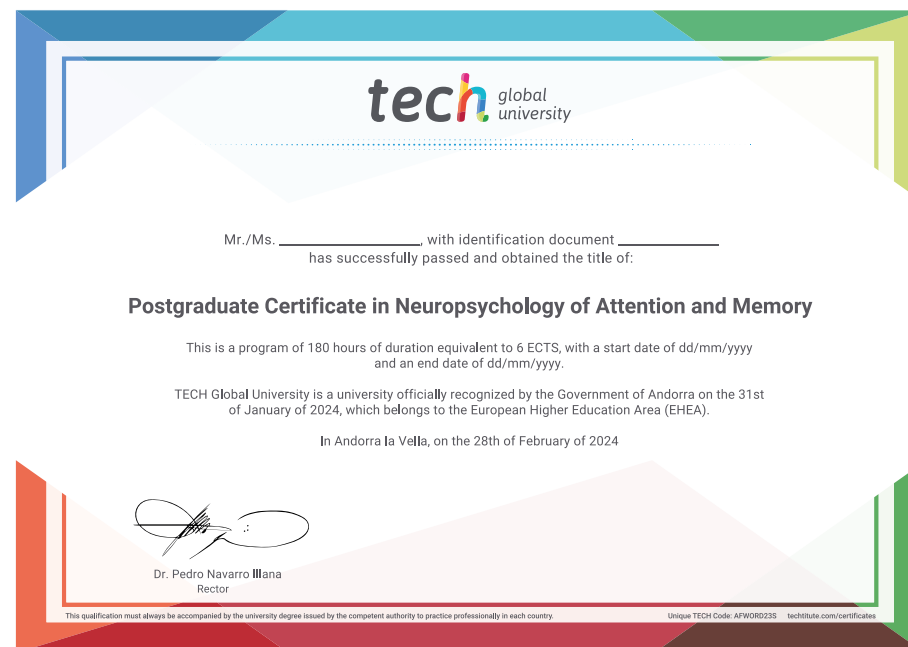 tech global
university
Mr./Ms. ____________________, with identification document ______________
has successfully passed and obtained the title of:
Postgraduate Certificate in Neuropsychology of Attention and Memory
This is a program of 180 hours of duration equivalent to 6 ECTS, with a start date of dd/mm/yyyy
and an end date of dd/mm/yyyy.
TECH Global University is a university officially recognized by the Government of Andorra on the 31st
of January of 2024, which belongs to the European Higher Education Area (EHEA).
In Andorra la Vella, on the 28th of February of 2024
Dr. Pedro Navarro Illana
Rector
This qualification must always be accompanied by the university degree issued by the competent authority to practice professionally in each country.
Unique TECH Code: AFWORD23S techtitute.com/certificates